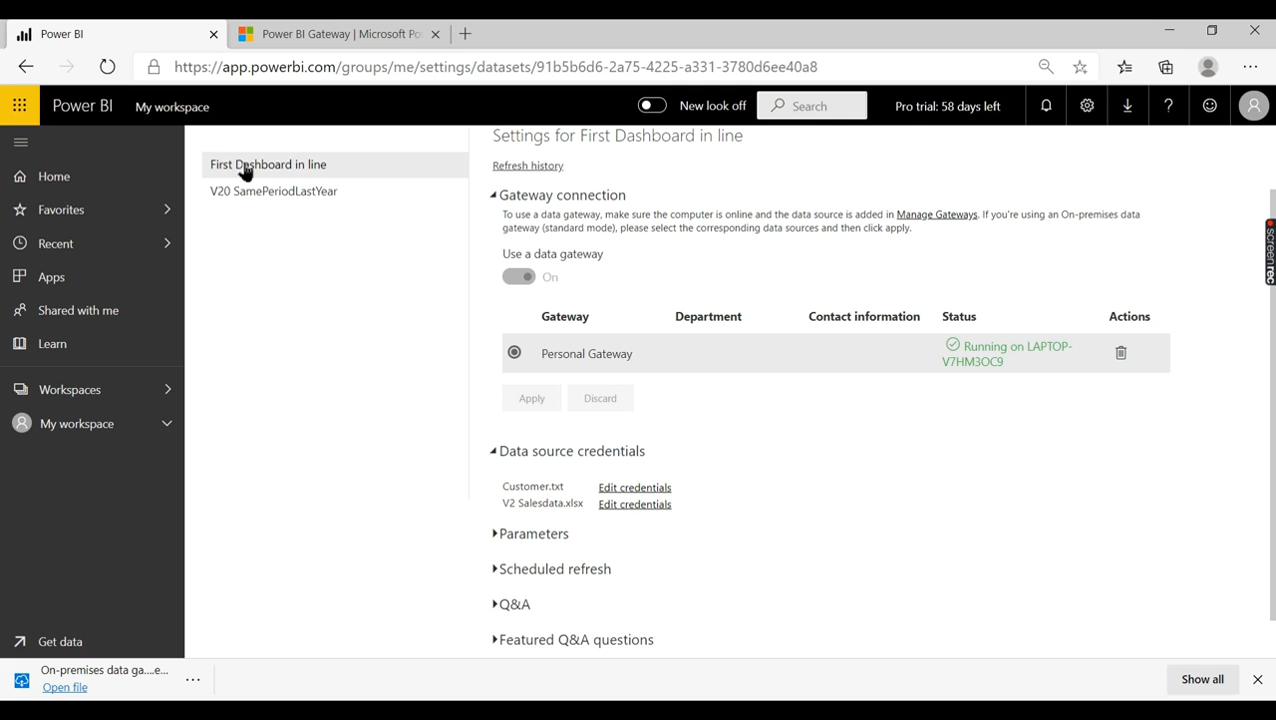 Power BI
Power BI Gateway | Microsoft Po
https://app.powerbi.com/groups/me/settings/datasets/91b5b6d6-2a75-4225-a331-3780d6ee40a8
Power BI My workspace New look off Search Pro trial: 58 days left
Home
Favorites
Recent
Apps
Shared with me
Learn
Workspaces
My workspace
Get data
First Dashboard in line
V20 SamePeriodLastYear
Settings for First Dashboard in line
Refresh history
Gateway connection
To use a data gateway, make sure the computer is online and the data source is added in Manage Gateways. If you're using an On-premises data
gateway (standard mode), please select the corresponding data sources and then click apply.
Use a data gateway
On
Gateway Department Contact information Status Actions
Personal Gateway Running on LAPTOP-
V7HM3OC9
Apply Discard
Data source credentials
Customer.txt Edit credentials
V2 Salesdata.xlsx Edit credentials
Parameters
Scheduled refresh
Q&A
Featured Q&A questions
screenrec
On-premises data ga....e...
Open file
Show all